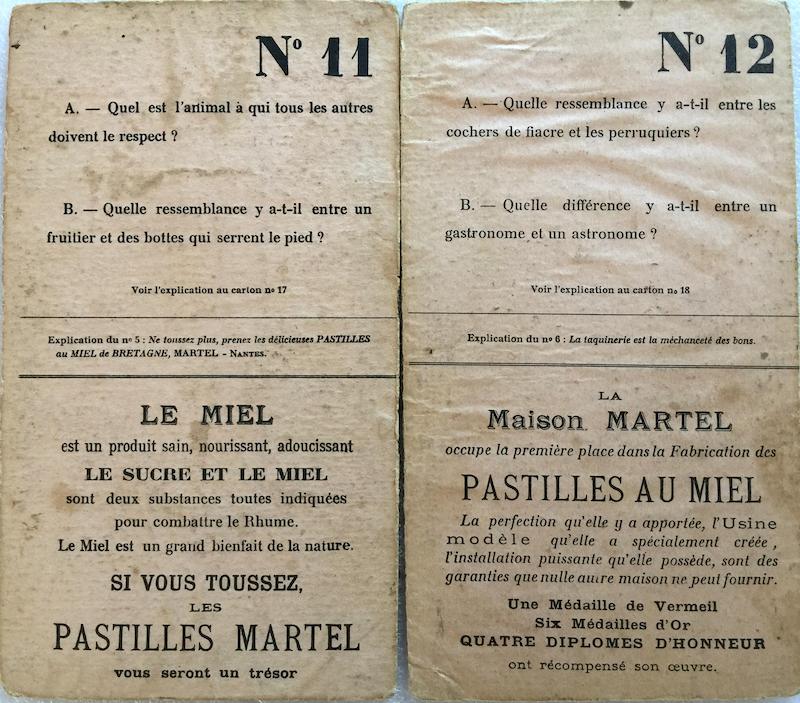 Nº 11
A. — Quel est l'animal à qui tous les autres
doivent le respect ?
B. — Quelle ressemblance y a-t-il entre un
fruitier et des bottes qui serrent le pied ?
Voir l'explication au carton nº 17
Explication du nº 5 : Ne toussez plus, prenez les délicieuses PASTILLES
au MIEL de BRETAGNE, MARTEL - NANTES.
LE MIEL
est un produit sain, nourissant, adoucissant
LE SUCRE ET LE MIEL
sont deux substances toutes indiquées
pour combattre le Rhume.
Le Miel est un grand bienfait de la nature.
SI VOUS TOUSSEZ,
LES
PASTILLES MARTEL
vous seront un trésor
Nº 12
A. — Quelle ressemblance y a-t-il entre les
cochers de fiacre et les perruquiers ?
B. — Quelle différence y a-t-il entre un
gastronome et un astronome ?
Voir l'explication au carton nº 18
Explication du nº 6 : La taquinerie est la méchanceté des bons.
LA
Maison MARTEL
occupe la première place dans la Fabrication des
PASTILLES AU MIEL
La perfection qu'elle y a apportée, l'Usine
modèle qu'elle a spécialement créée,
l'installation puissante qu'elle possède, sont des
garanties que nulle autre maison ne peut fournir.
Une Médaille de Vermeil
Six Médailles d'Or
QUATRE DIPLOMES D'HONNEUR
ont récompensé son œuvre.